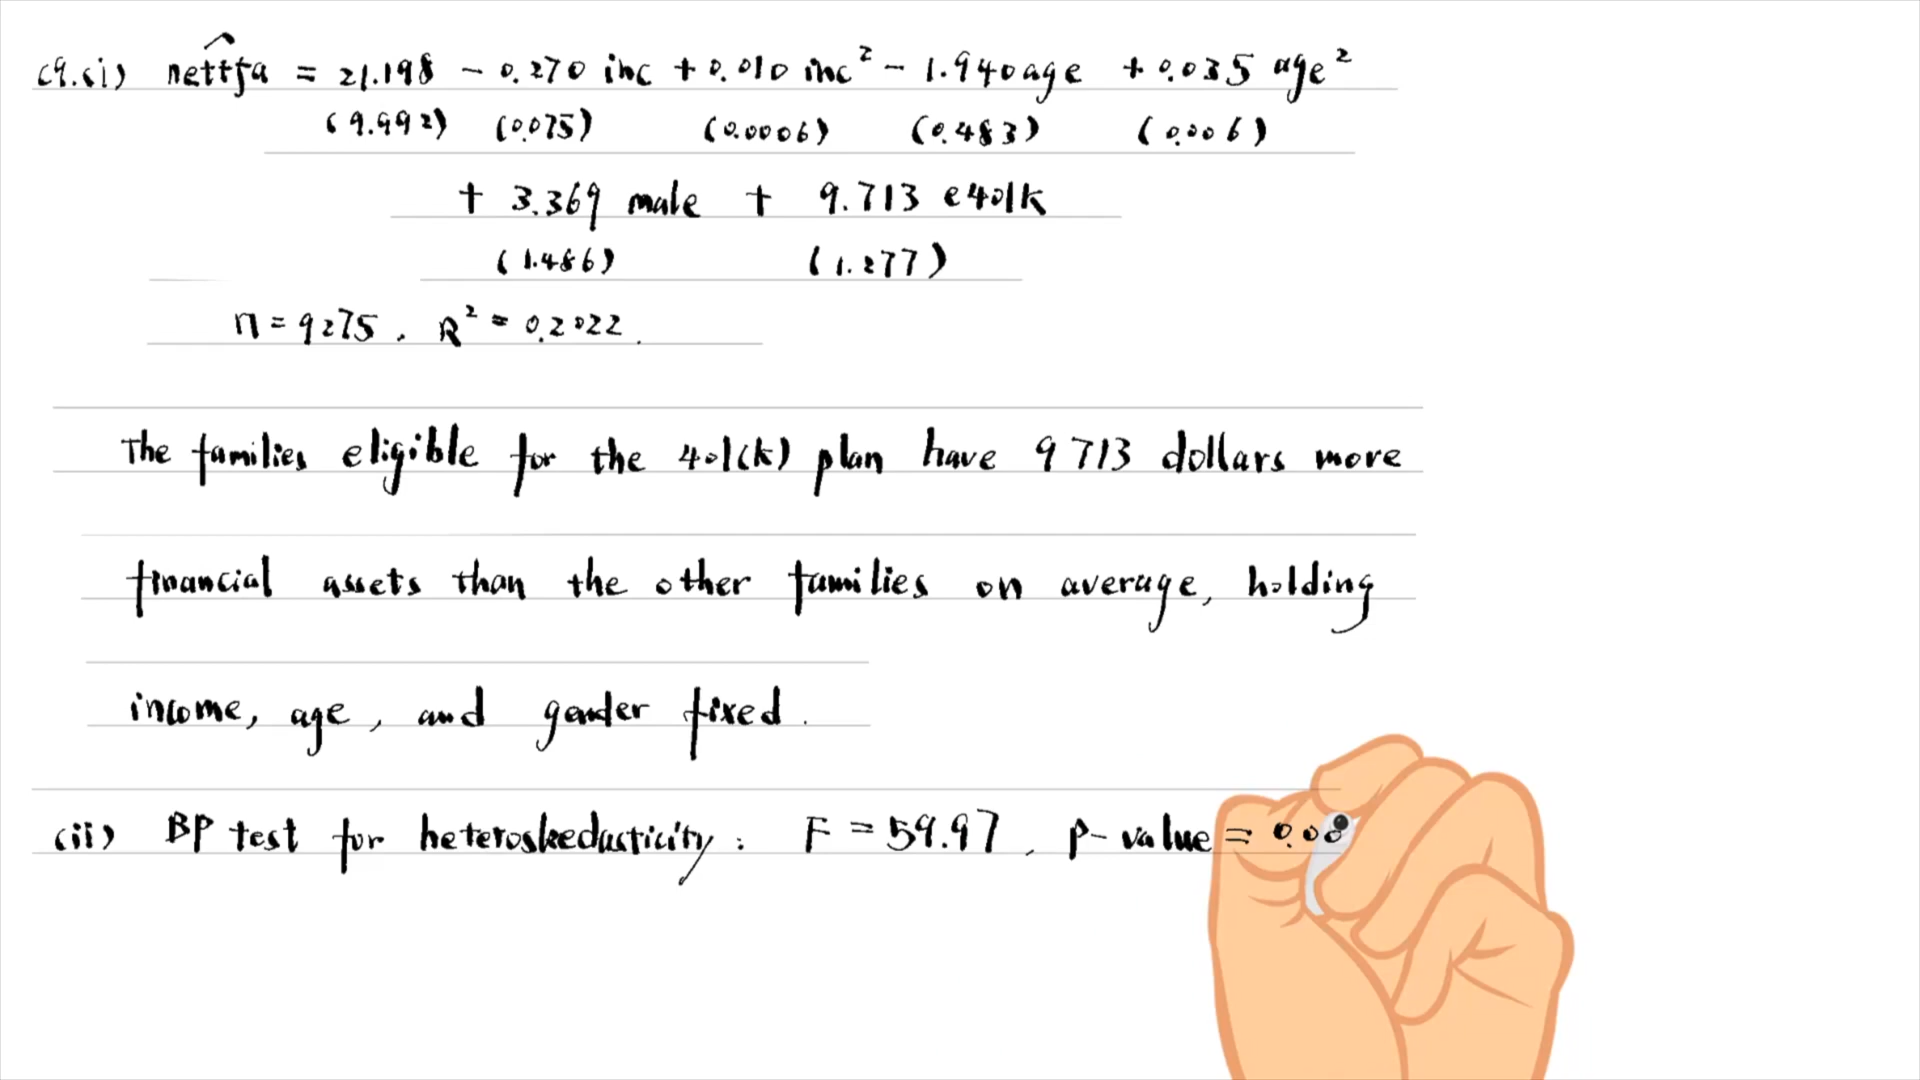 C9.(i) nettfa^ = 21.198 - 0.270 inc + 0.010 inc² - 1.940 age + 0.035 age²
(9.992) (0.075) (0.0006) (0.483) (0.006)
+ 3.369 male + 9.713 e401k
(1.486) (1.277)
n = 9275, R² = 0.2022.
The families eligible for the 401(k) plan have 9713 dollars more
financial assets than the other families on average, holding
income, age, and gender fixed.
(ii) BP test for heteroskedasticity: F = 59.97, p-value = 0.00